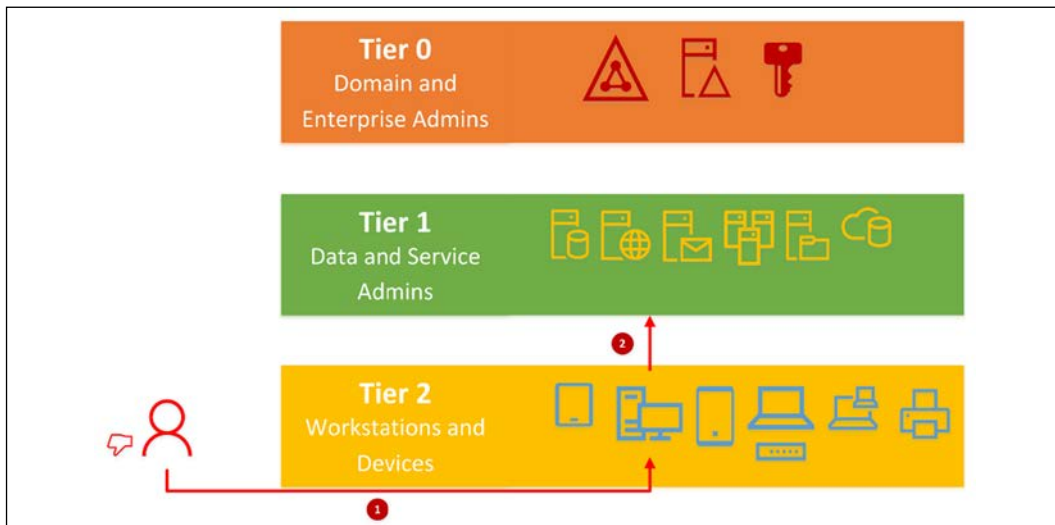 Tier 0
Domain and
Enterprise Admins
Tier 1
Data and Service
Admins
2
Tier 2
Workstations and
Devices
1